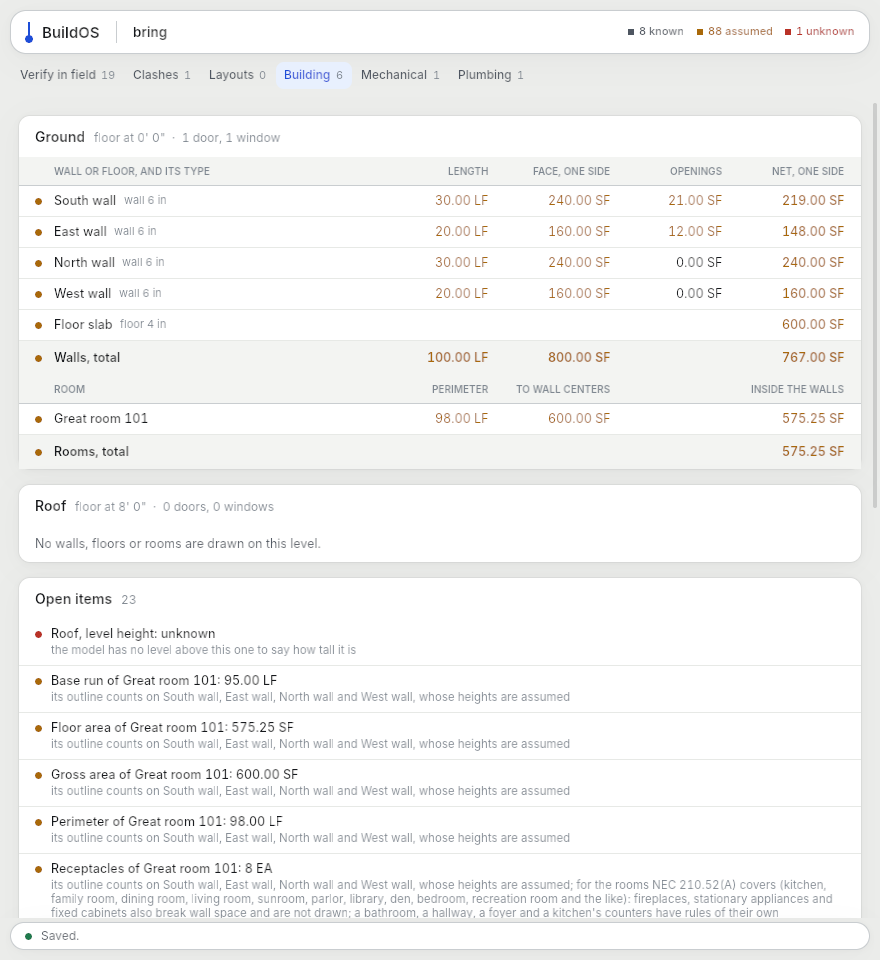 BuildOS bring 8 known 88 assumed 1 unknown
Verify in field 19 Clashes 1 Layouts 0 Building 6 Mechanical 1 Plumbing 1
Ground floor at 0' 0" · 1 door, 1 window
WALL OR FLOOR, AND ITS TYPE LENGTH FACE, ONE SIDE OPENINGS NET, ONE SIDE
South wall wall 6 in 30.00 LF 240.00 SF 21.00 SF 219.00 SF
East wall wall 6 in 20.00 LF 160.00 SF 12.00 SF 148.00 SF
North wall wall 6 in 30.00 LF 240.00 SF 0.00 SF 240.00 SF
West wall wall 6 in 20.00 LF 160.00 SF 0.00 SF 160.00 SF
Floor slab floor 4 in 600.00 SF
Walls, total 100.00 LF 800.00 SF 767.00 SF
ROOM PERIMETER TO WALL CENTERS INSIDE THE WALLS
Great room 101 98.00 LF 600.00 SF 575.25 SF
Rooms, total 575.25 SF
Roof floor at 8' 0" · 0 doors, 0 windows
No walls, floors or rooms are drawn on this level.
Open items 23
Roof, level height: unknown
the model has no level above this one to say how tall it is
Base run of Great room 101: 95.00 LF
its outline counts on South wall, East wall, North wall and West wall, whose heights are assumed
Floor area of Great room 101: 575.25 SF
its outline counts on South wall, East wall, North wall and West wall, whose heights are assumed
Gross area of Great room 101: 600.00 SF
its outline counts on South wall, East wall, North wall and West wall, whose heights are assumed
Perimeter of Great room 101: 98.00 LF
its outline counts on South wall, East wall, North wall and West wall, whose heights are assumed
Receptacles of Great room 101: 8 EA
its outline counts on South wall, East wall, North wall and West wall, whose heights are assumed; for the rooms NEC 210.52(A) covers (kitchen,
family room, dining room, living room, sunroom, parlor, library, den, bedroom, recreation room and the like): fireplaces, stationary appliances and
fixed cabinets also break wall space and are not drawn; a bathroom, a hallway, a foyer and a kitchen's counters have rules of their own
Saved.